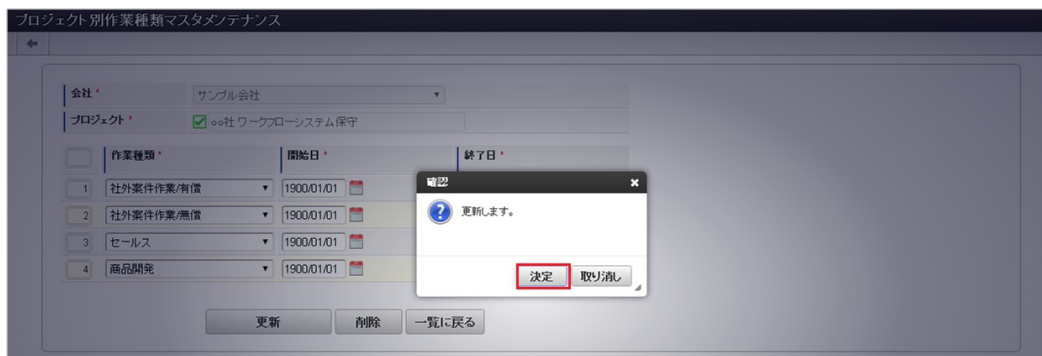 プロジェクト別作業種類マスタメンテナンス
会社 * サンプル会社
プロジェクト * ∞社 ワークフローシステム保守
作業種類 * 開始日 * 終了日 *
1 社外案件作業/有償 1900/01/01
2 社外案件作業/無償 1900/01/01
3 セールス 1900/01/01
4 商品開発 1900/01/01
確認
更新します。
決定 取り消し
更新 削除 一覧に戻る